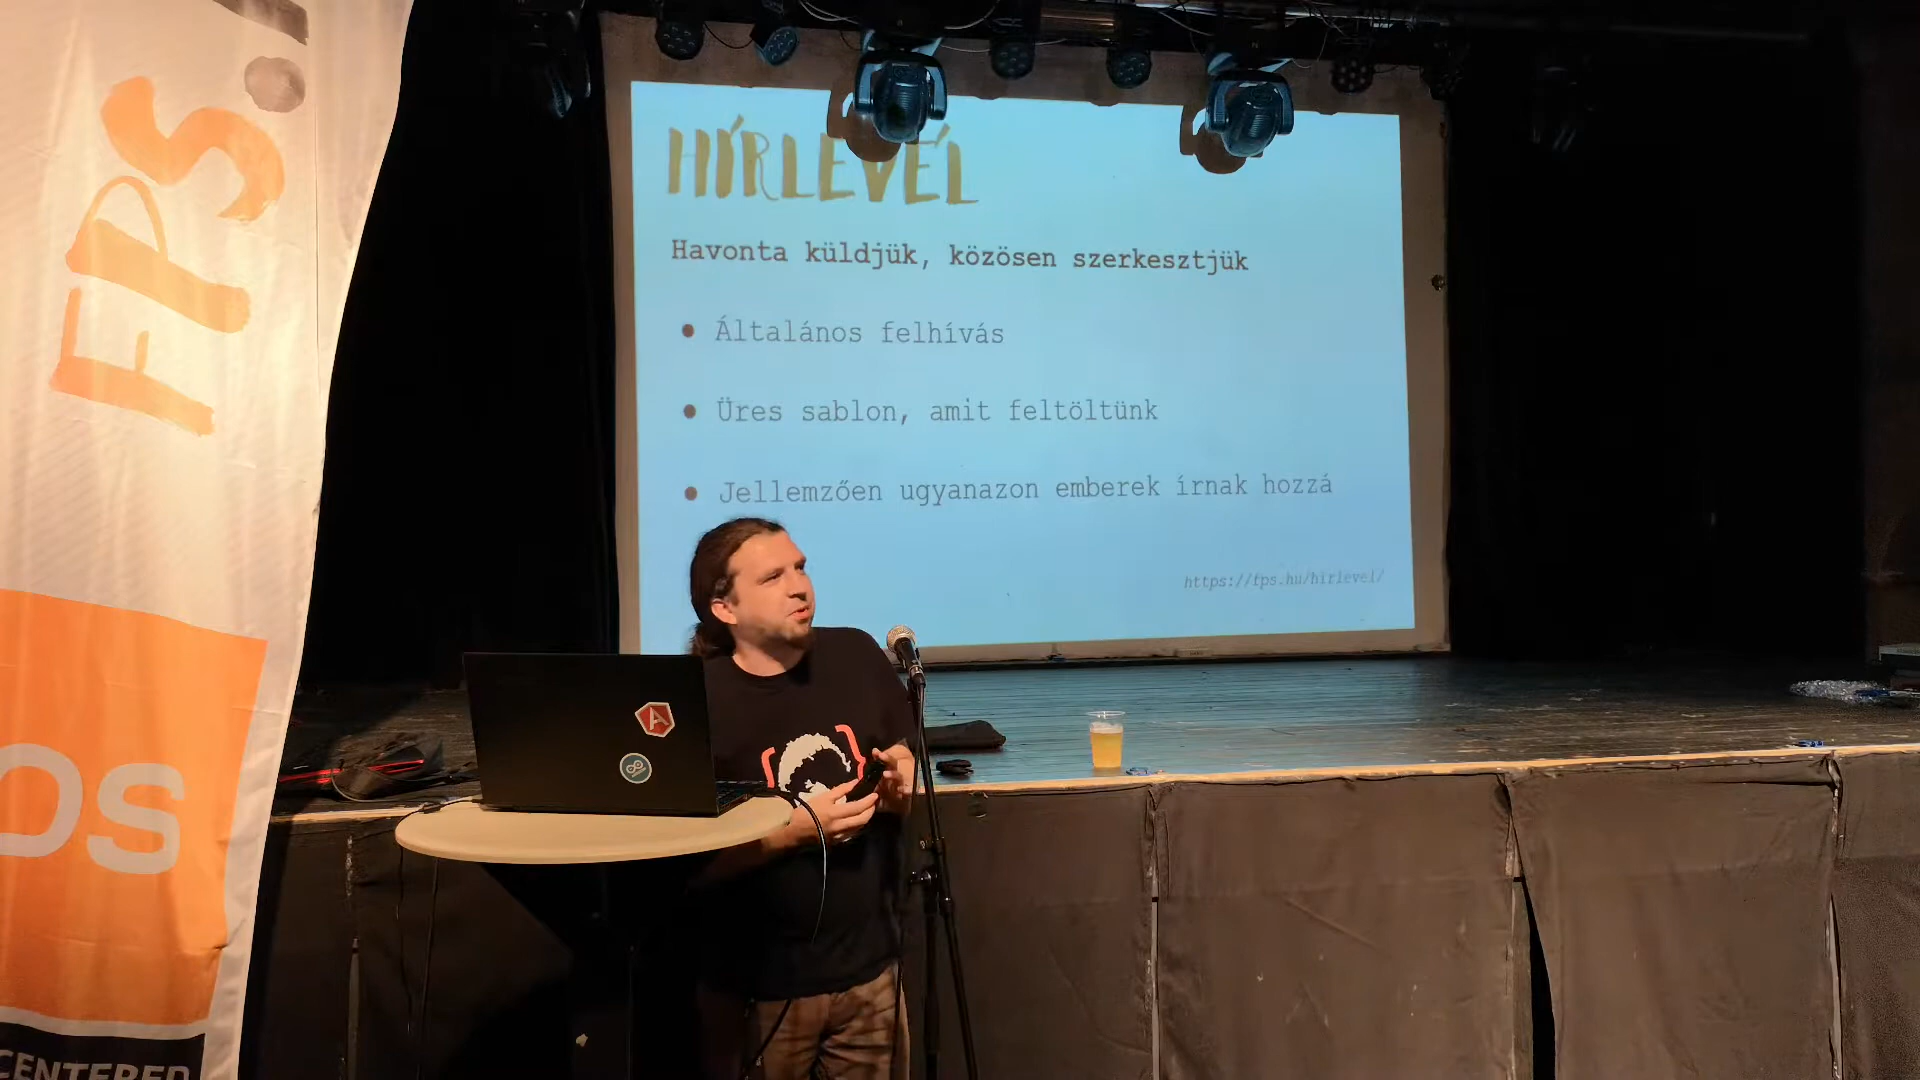 FPS.
HÍRLEVÉL
Havonta küldjük, közösen szerkesztjük
• Általános felhívás
• Üres sablon, amit feltöltünk
• Jellemzően ugyanazon emberek írnak hozzá
https://fps.hu/hirlevel/
A
os
CENTERED